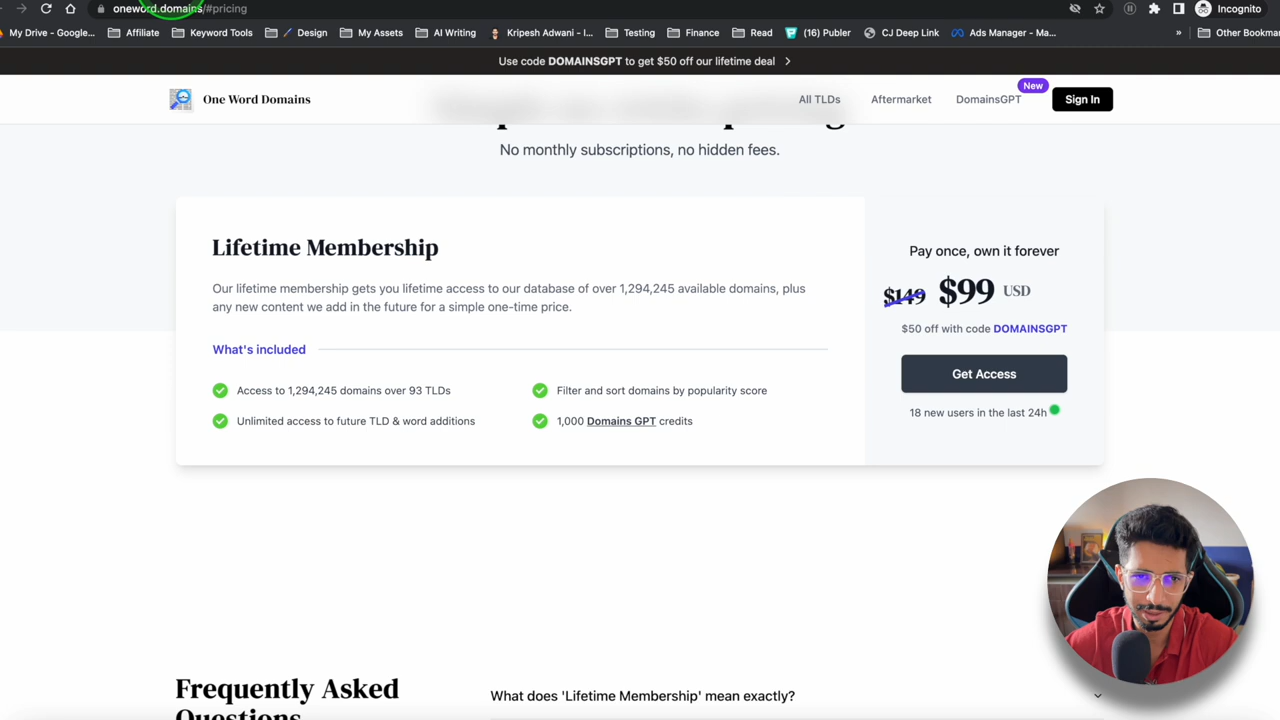 oneword.domains/#pricing
Incognito
My Drive - Google...
Affiliate
Keyword Tools
Design
My Assets
AI Writing
Kripesh Adwani - I...
Testing
Finance
Read
(16) Publer
CJ Deep Link
Ads Manager - Ma...
»
Other Bookmar
Use code DOMAINSGPT to get $50 off our lifetime deal
One Word Domains
All TLDs
Aftermarket
DomainsGPT
New
Sign In
No monthly subscriptions, no hidden fees.
Lifetime Membership
Our lifetime membership gets you lifetime access to our database of over 1,294,245 available domains, plus
any new content we add in the future for a simple one-time price.
What's included
Access to 1,294,245 domains over 93 TLDs
Filter and sort domains by popularity score
Unlimited access to future TLD & word additions
1,000 Domains GPT credits
Pay once, own it forever
$149 $99 USD
$50 off with code DOMAINSGPT
Get Access
18 new users in the last 24h
Frequently Asked
Questions
What does 'Lifetime Membership' mean exactly?